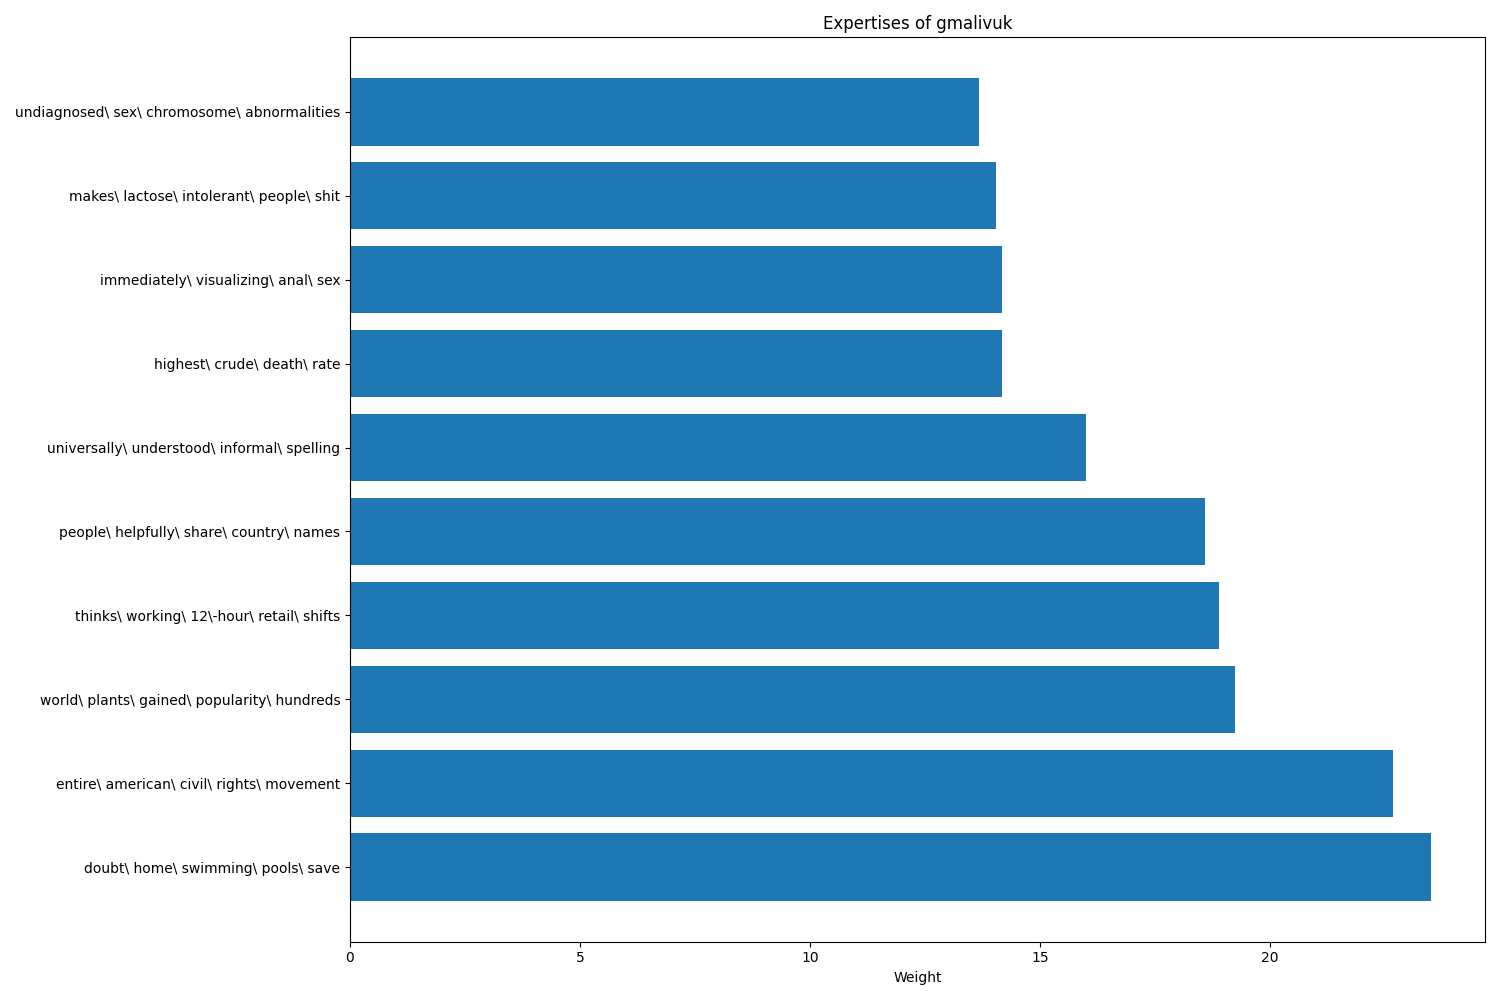 Expertises of gmalivuk
undiagnosed\ sex\ chromosome\ abnormalities
makes\ lactose\ intolerant\ people\ shit
immediately\ visualizing\ anal\ sex
highest\ crude\ death\ rate
universally\ understood\ informal\ spelling
people\ helpfully\ share\ country\ names
thinks\ working\ 12\-hour\ retail\ shifts
world\ plants\ gained\ popularity\ hundreds
entire\ american\ civil\ rights\ movement
doubt\ home\ swimming\ pools\ save
0 5 10 15 20
Weight